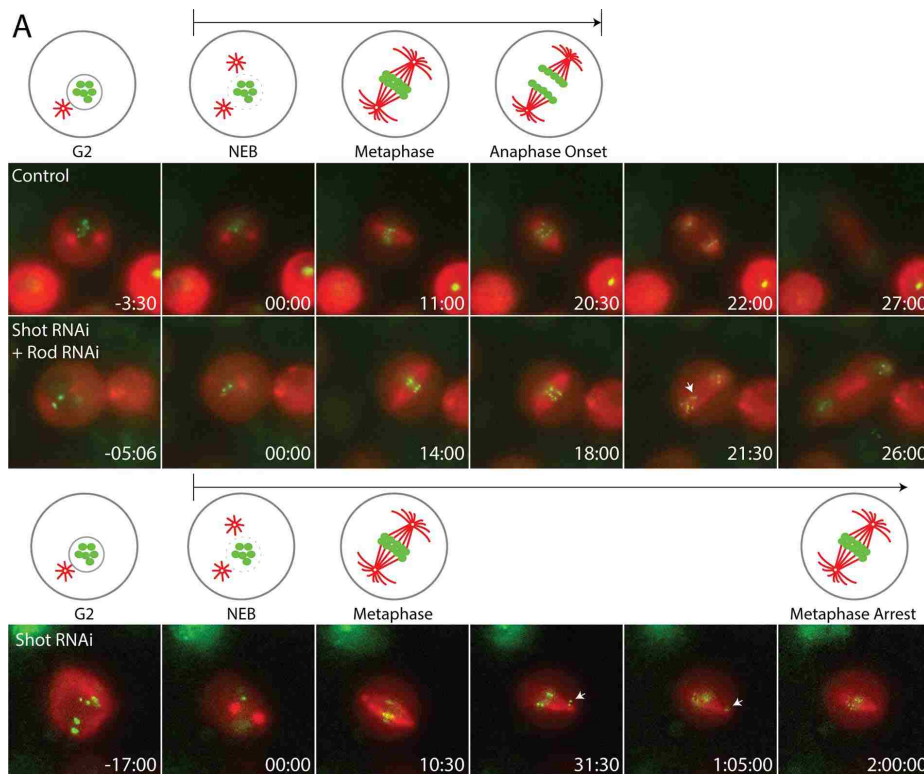 A
G2
NEB
Metaphase
Anaphase Onset
Control
-3:30
00:00
11:00
20:30
22:00
27:00
Shot RNAi
+ Rod RNAi
-05:06
00:00
14:00
18:00
21:30
26:00
G2
NEB
Metaphase
Metaphase Arrest
Shot RNAi
-17:00
00:00
10:30
31:30
1:05:00
2:00:00